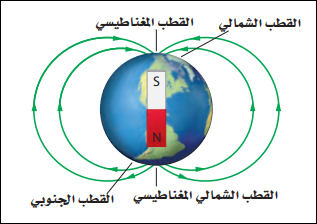 القطب المغناطيسي
القطب الشمالي
S
N
القطب الشمالي المغناطيسي
القطب الجنوبي